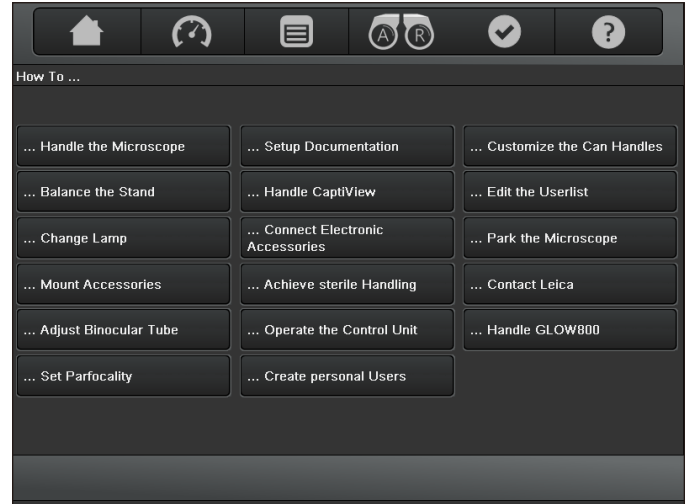 A R ?
How To ...
... Handle the Microscope
... Setup Documentation
... Customize the Can Handles
... Balance the Stand
... Handle CaptiView
... Edit the Userlist
... Change Lamp
... Connect Electronic
Accessories
... Park the Microscope
... Mount Accessories
... Achieve sterile Handling
... Contact Leica
... Adjust Binocular Tube
... Operate the Control Unit
... Handle GLOW800
... Set Parfocality
... Create personal Users